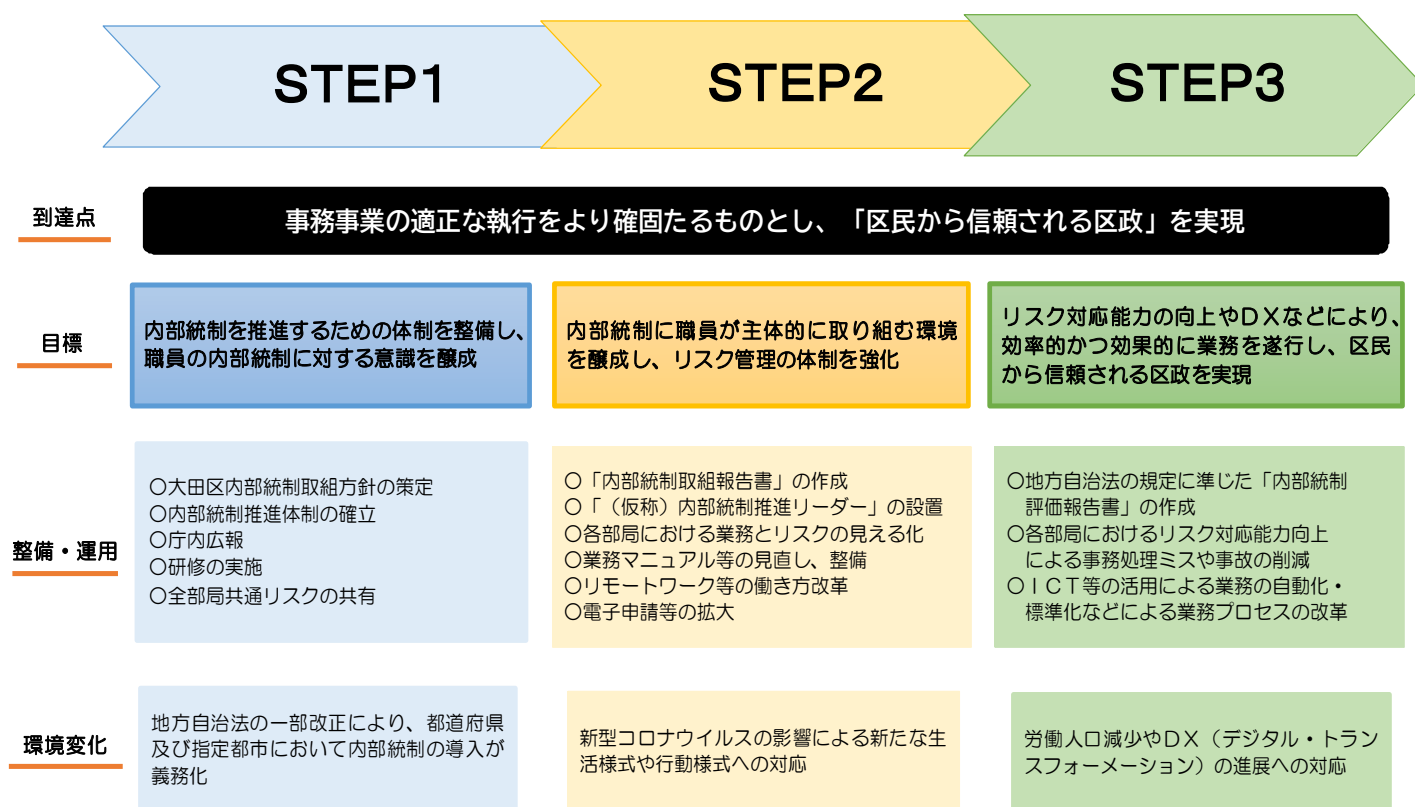 STEP1
STEP2
STEP3
到達点
事務事業の適正な執行をより確固たるものとし、「区民から信頼される区政」を実現
目標
内部統制を推進するための体制を整備し、
職員の内部統制に対する意識を醸成
内部統制に職員が主体的に取り組む環境
を醸成し、リスク管理の体制を強化
リスク対応能力の向上やDXなどにより、
効率的かつ効果的に業務を遂行し、区民
から信頼される区政を実現
整備・運用
〇大田区内部統制取組方針の策定
〇内部統制推進体制の確立
〇庁内広報
〇研修の実施
〇全部局共通リスクの共有
〇「内部統制取組報告書」の作成
〇「（仮称）内部統制推進リーダー」の設置
〇各部局における業務とリスクの見える化
〇業務マニュアル等の見直し、整備
〇リモートワーク等の働き方改革
〇電子申請等の拡大
〇地方自治法の規定に準じた「内部統制
評価報告書」の作成
〇各部局におけるリスク対応能力向上
による事務処理ミスや事故の削減
〇ＩＣＴ等の活用による業務の自動化・
標準化などによる業務プロセスの改革
環境変化
地方自治法の一部改正により、都道府県
及び指定都市において内部統制の導入が
義務化
新型コロナウイルスの影響による新たな生
活様式や行動様式への対応
労働人口減少やDX（デジタル・トラン
スフォーメーション）の進展への対応